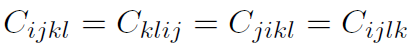 C_{ijkl} = C_{klij} = C_{jikl} = C_{ijlk}